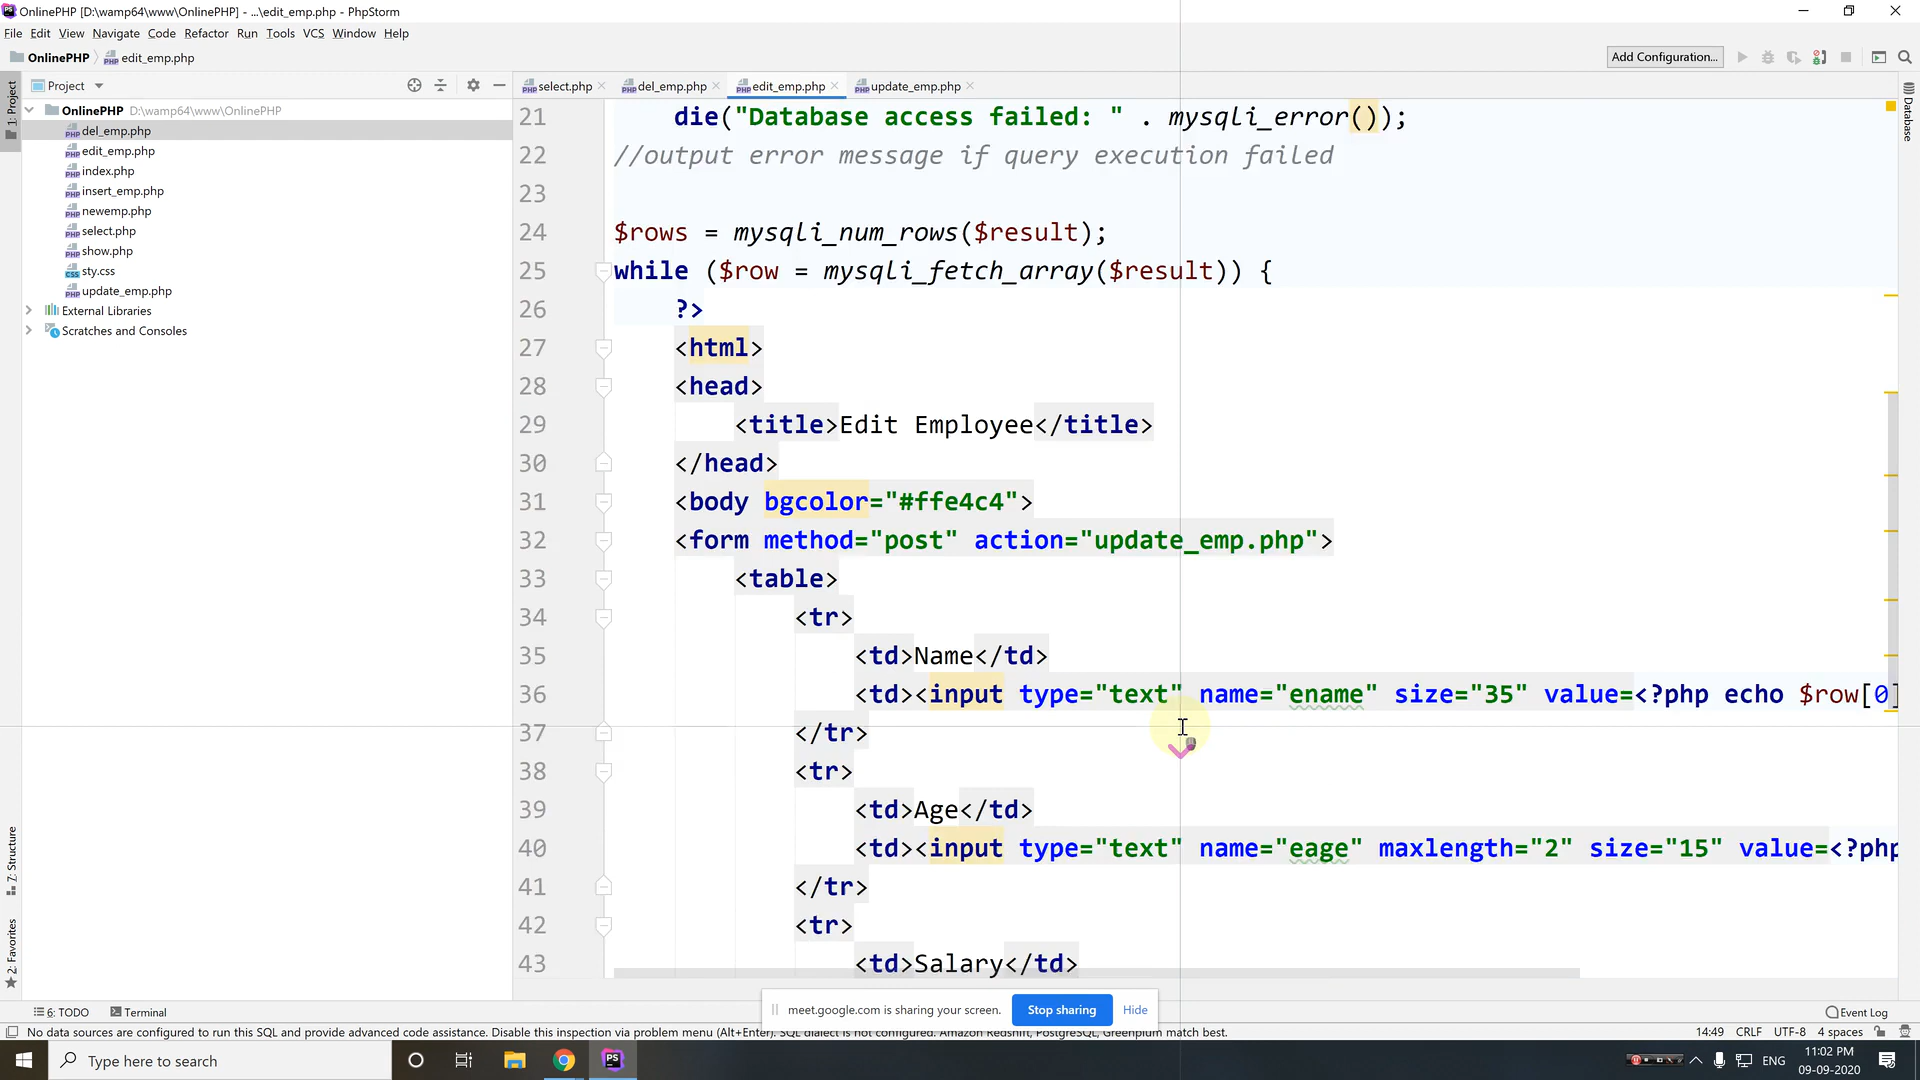 OnlinePHP [D:\wamp64\www\OnlinePHP] - ...\edit_emp.php - PhpStorm
File Edit View Navigate Code Refactor Run Tools VCS Window Help
OnlinePHP edit_emp.php Add Configuration...
Project
select.php del_emp.php edit_emp.php update_emp.php
1: Project
Database
OnlinePHP D:\wamp64\www\OnlinePHP
del_emp.php
edit_emp.php
index.php
insert_emp.php
newemp.php
select.php
show.php
sty.css
update_emp.php
External Libraries
Scratches and Consoles
21 die("Database access failed: " . mysqli_error());
22 //output error message if query execution failed
23
24 $rows = mysqli_num_rows($result);
25 while ($row = mysqli_fetch_array($result)) {
26 ?>
27 <html>
28 <head>
29 <title>Edit Employee</title>
30 </head>
31 <body bgcolor="#ffe4c4">
32 <form method="post" action="update_emp.php">
33 <table>
34 <tr>
35 <td>Name</td>
36 <td><input type="text" name="ename" size="35" value=<?php echo $row[0]
37 </tr>
38 <tr>
39 <td>Age</td>
40 <td><input type="text" name="eage" maxlength="2" size="15" value=<?php
41 </tr>
42 <tr>
43 <td>Salary</td>
7: Structure
2: Favorites
6: TODO Terminal
meet.google.com is sharing your screen. Stop sharing Hide
Event Log
No data sources are configured to run this SQL and provide advanced code assistance. Disable this inspection via problem menu (Alt+Enter). SQL dialect is not configured. Amazon Redshift, PostgreSQL, Greenplum match best.
14:49 CRLF UTF-8 4 spaces
Type here to search
ENG
11:02 PM
09-09-2020